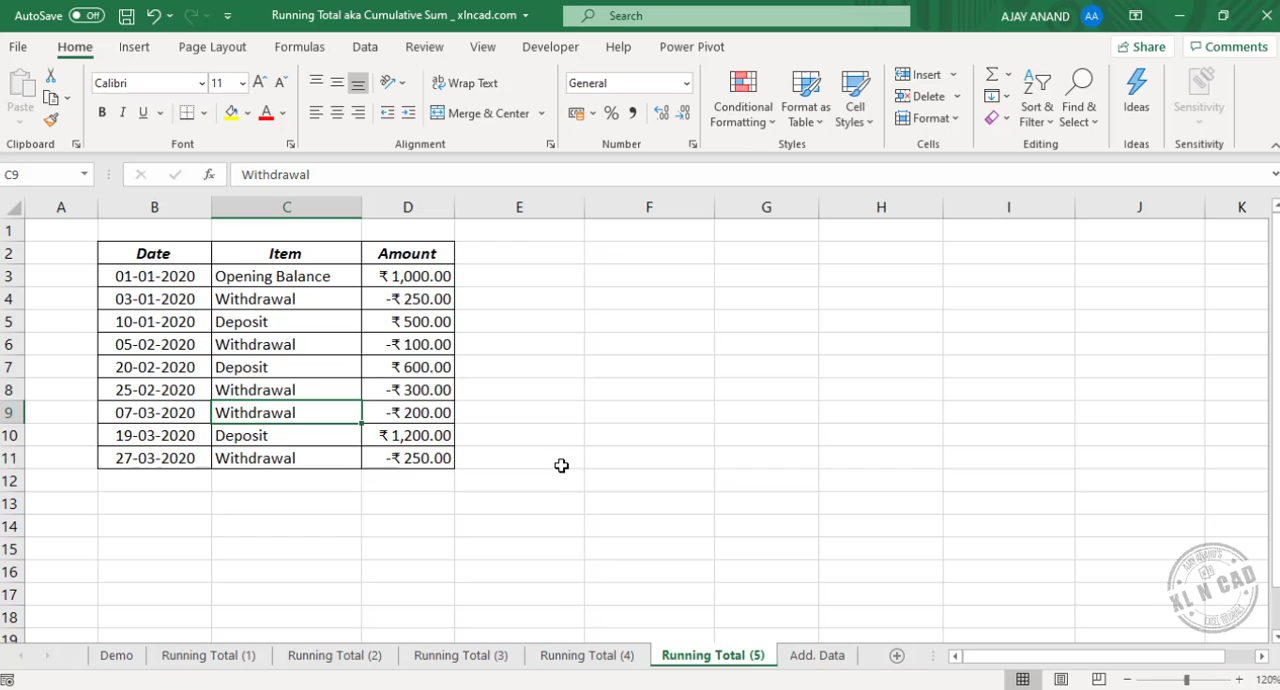 AutoSave Off Running Total aka Cumulative Sum _ xlncad.com Search AJAY ANAND AA
File Home Insert Page Layout Formulas Data Review View Developer Help Power Pivot Share Comments
Paste Calibri 11 A A Wrap Text General Conditional Formatting Format as Table Cell Styles Insert Sort & Filter Find & Select Ideas Sensitivity
B I U A Merge & Center % , Delete
Format
Clipboard Font Alignment Number Styles Cells Editing Ideas Sensitivity
C9 fx Withdrawal
A B C D E F G H I J K
1
2 Date Item Amount
3 01-01-2020 Opening Balance ₹ 1,000.00
4 03-01-2020 Withdrawal -₹ 250.00
5 10-01-2020 Deposit ₹ 500.00
6 05-02-2020 Withdrawal -₹ 100.00
7 20-02-2020 Deposit ₹ 600.00
8 25-02-2020 Withdrawal -₹ 300.00
9 07-03-2020 Withdrawal -₹ 200.00
10 19-03-2020 Deposit ₹ 1,200.00
11 27-03-2020 Withdrawal -₹ 250.00
12
13
14
15
16
17
18
19
AJAY ANAND'S
XL N CAD
EXCEL TUTORIALS
Demo Running Total (1) Running Total (2) Running Total (3) Running Total (4) Running Total (5) Add. Data
120%